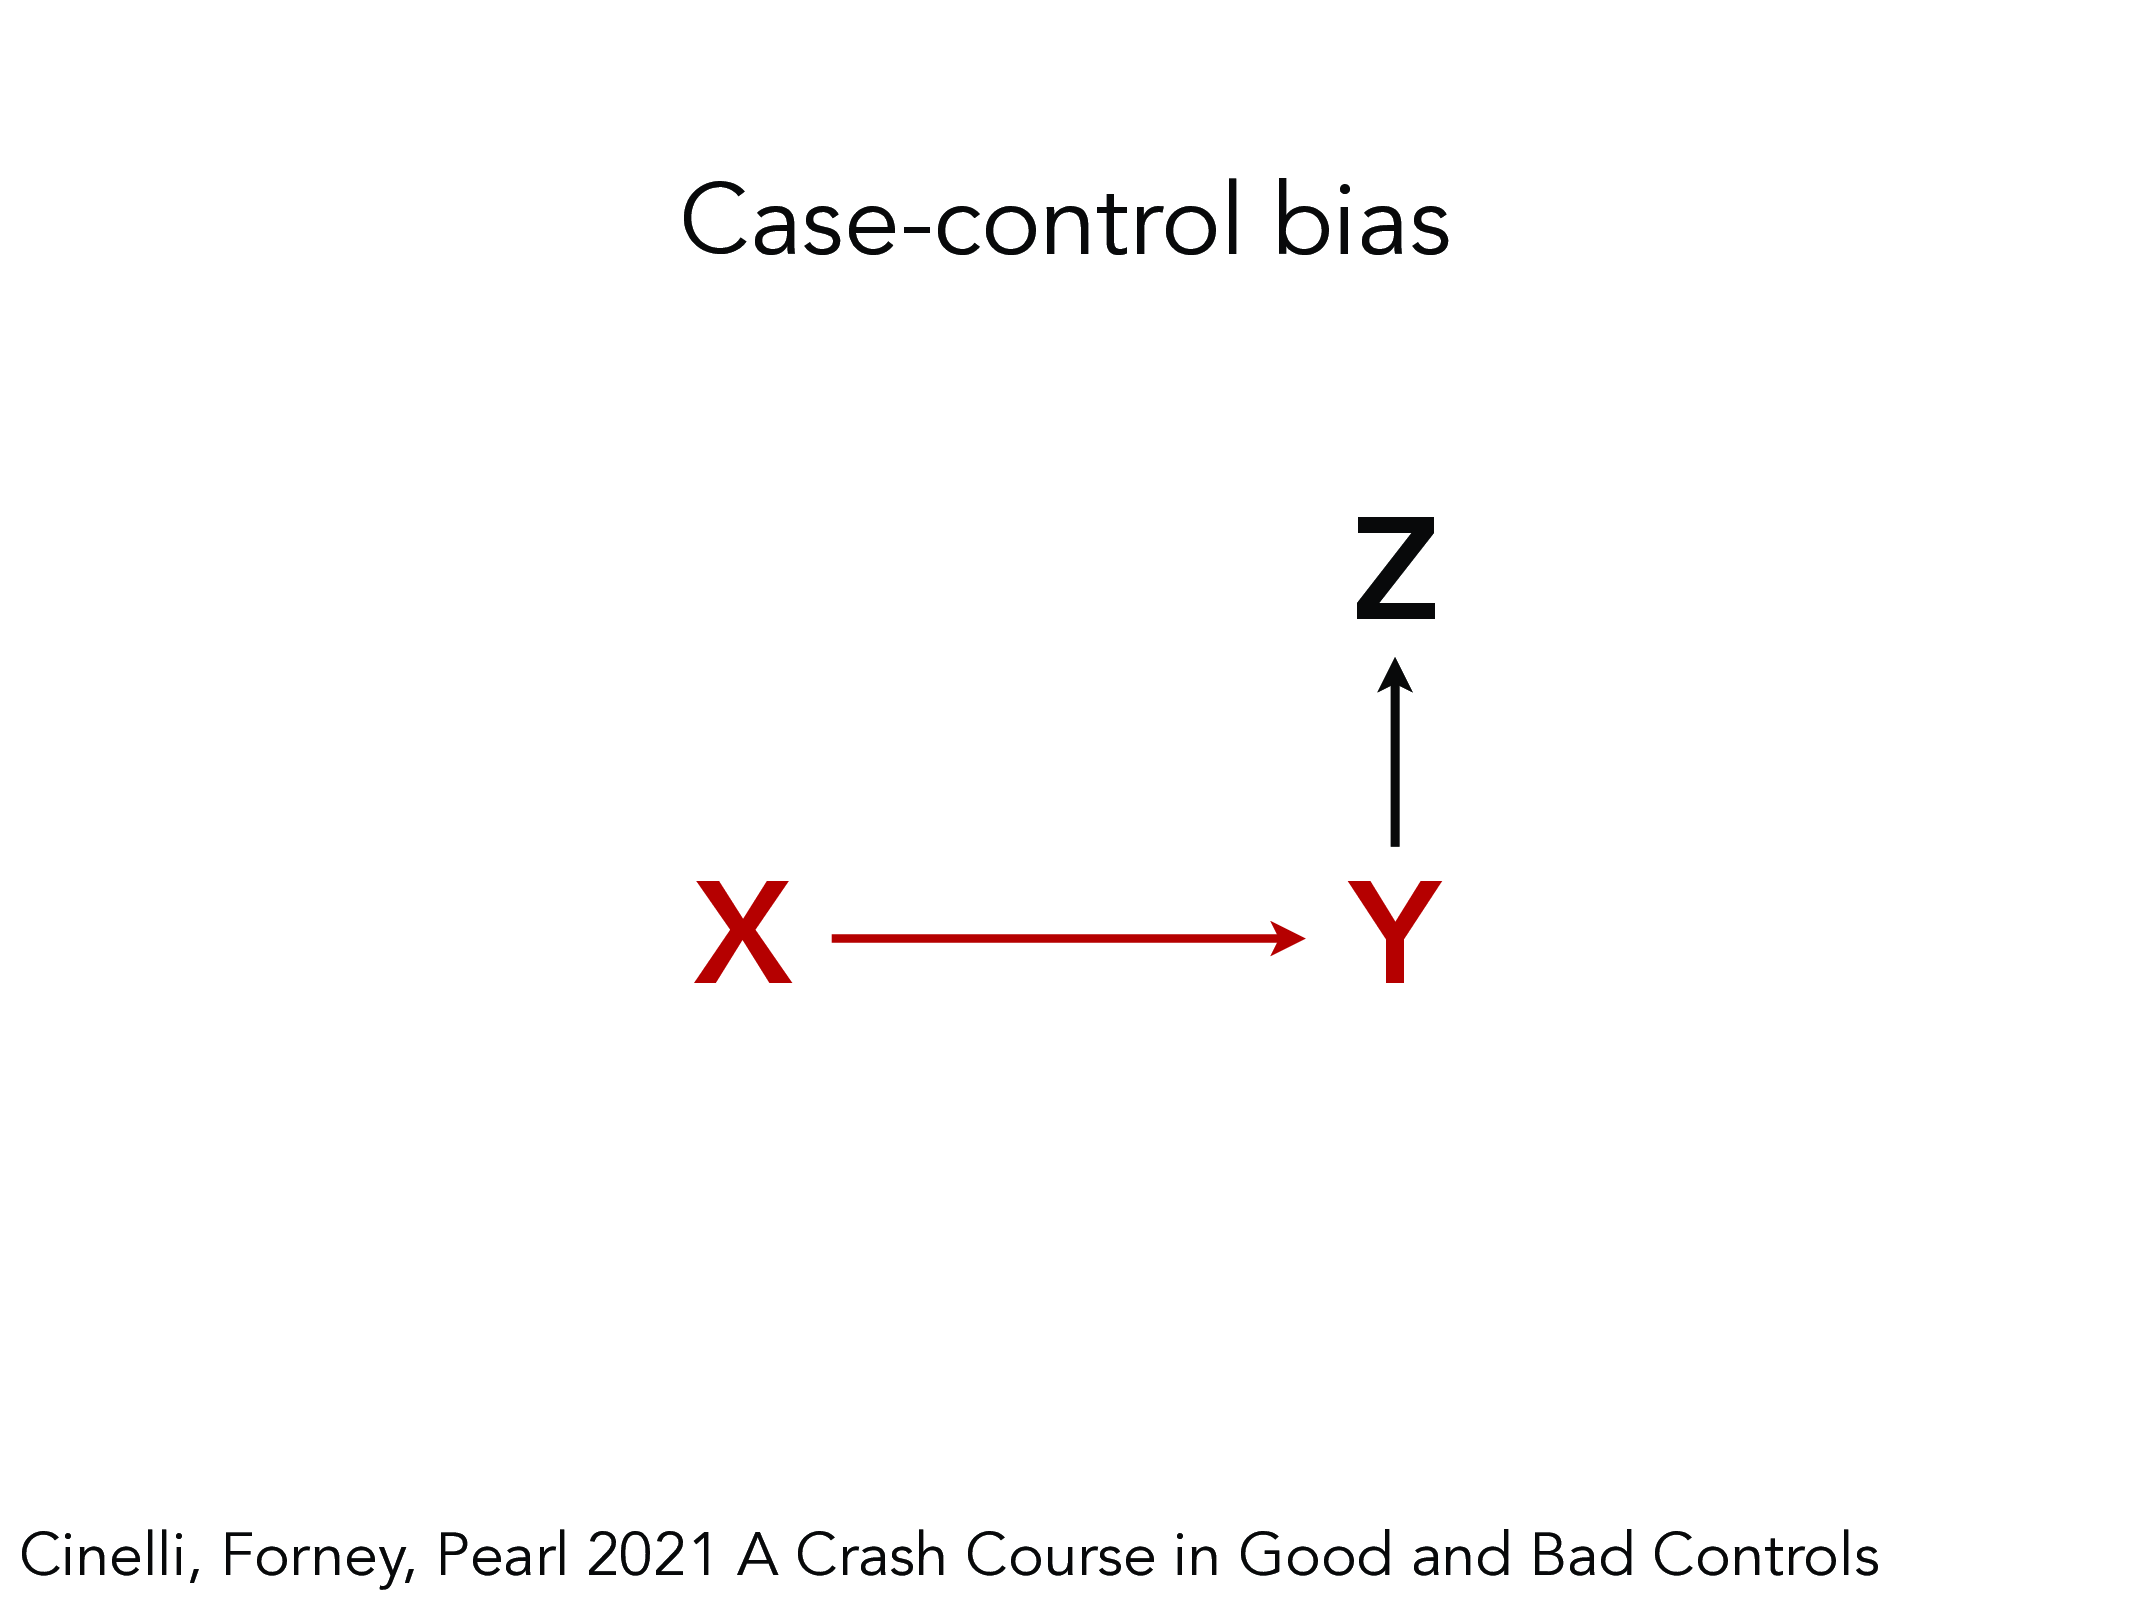 Case-control bias
Z
X Y
Cinelli, Forney, Pearl 2021 A Crash Course in Good and Bad Controls